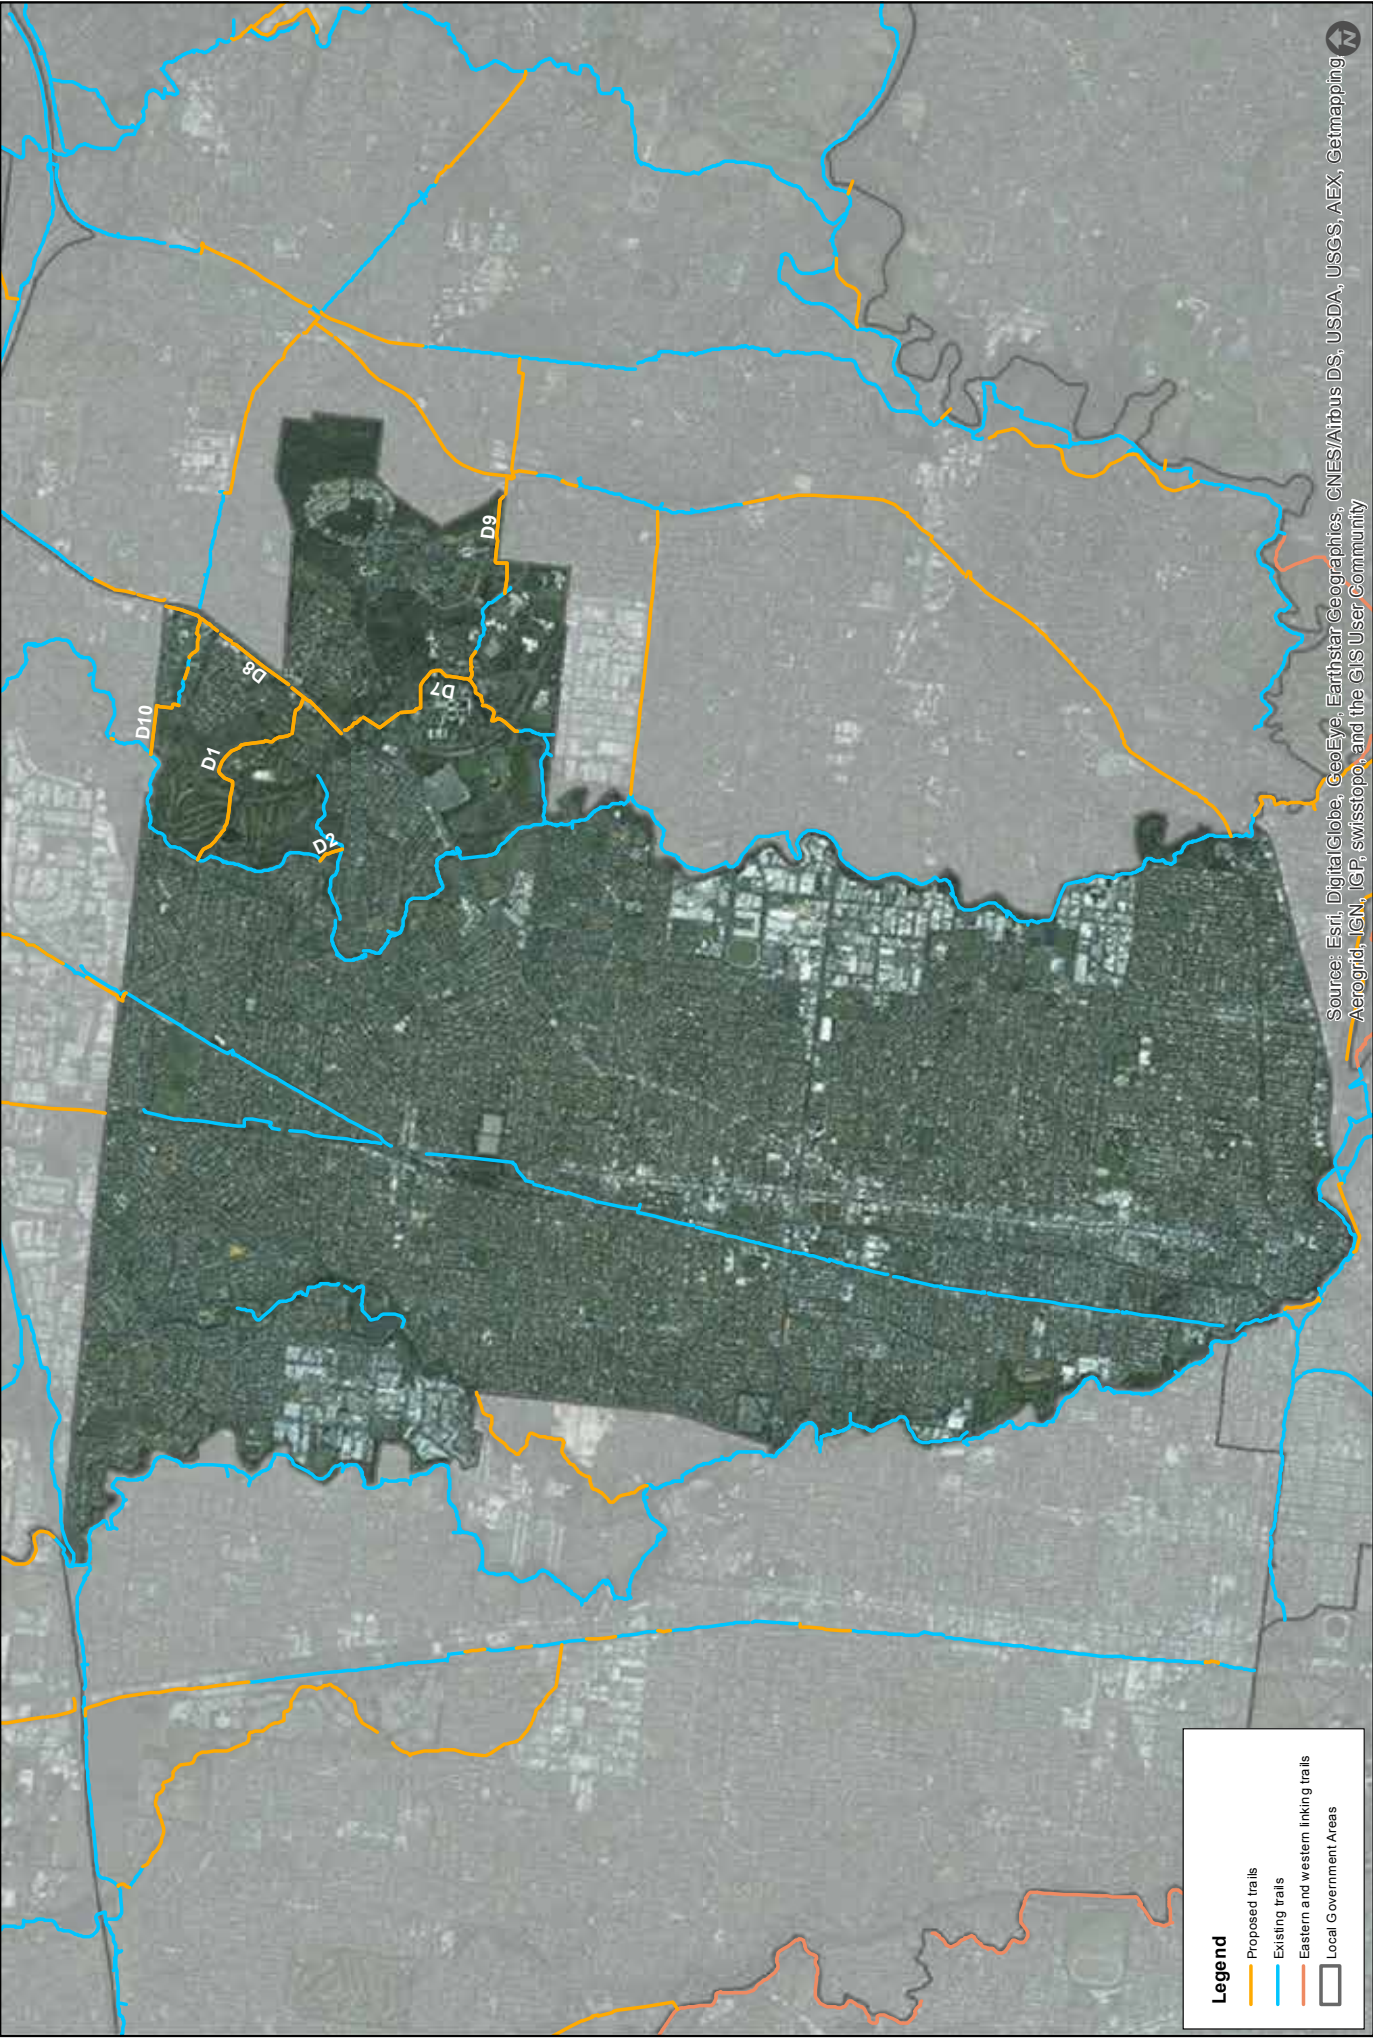 D10
D8
D1
D2
D7
D9
Legend
Proposed trails
Existing trails
Eastern and western linking trails
Local Government Areas
N
Source: Esri, DigitalGlobe, GeoEye, Earthstar Geographics, CNES/Airbus DS, USDA, USGS, AEX, Getmapping,
Aerogrid, IGN, IGP, swisstopo, and the GIS User Community